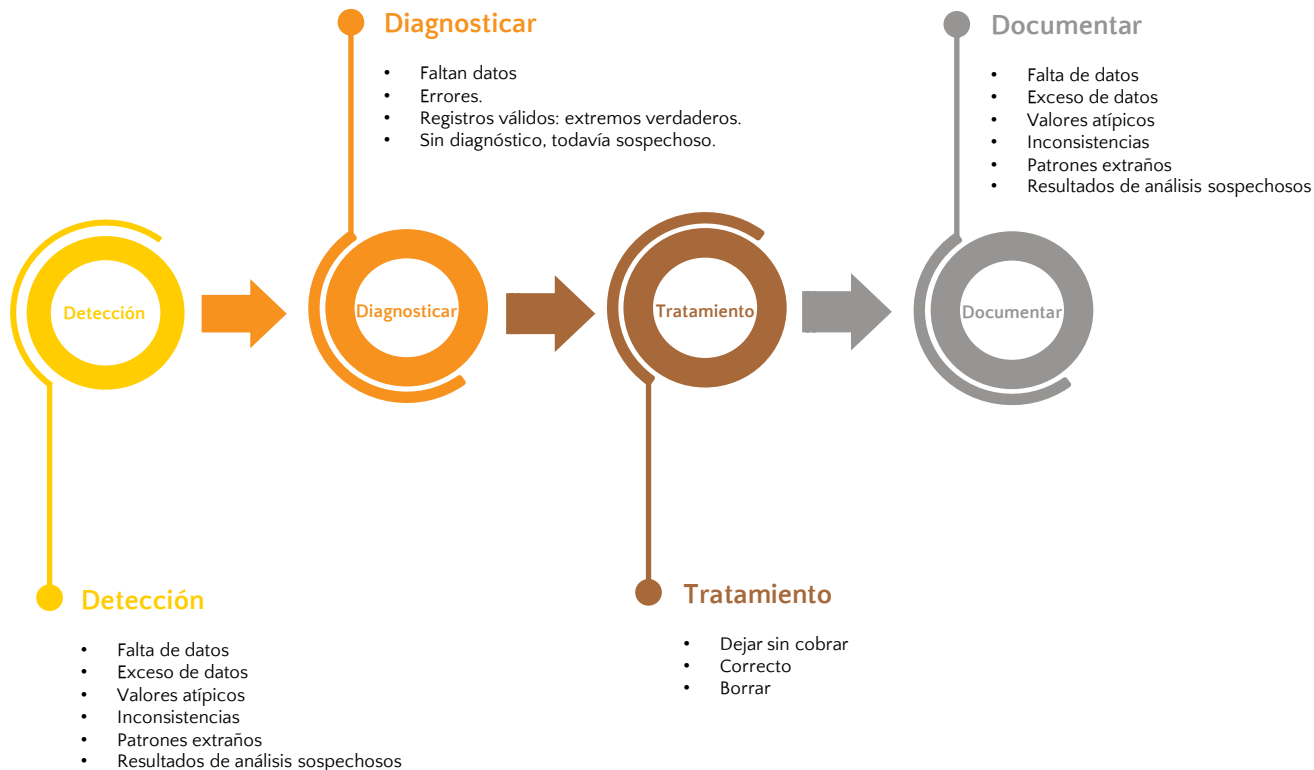 Diagnosticar
• Faltan datos
• Errores.
• Registros válidos: extremos verdaderos.
• Sin diagnóstico, todavía sospechoso.
Documentar
• Falta de datos
• Exceso de datos
• Valores atípicos
• Inconsistencias
• Patrones extraños
• Resultados de análisis sospechosos
Detección
Diagnosticar
Tratamiento
Documentar
Detección
• Falta de datos
• Exceso de datos
• Valores atípicos
• Inconsistencias
• Patrones extraños
• Resultados de análisis sospechosos
Tratamiento
• Dejar sin cobrar
• Correcto
• Borrar